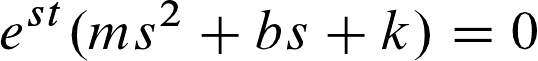 e^{st}(ms^2 + bs + k) = 0